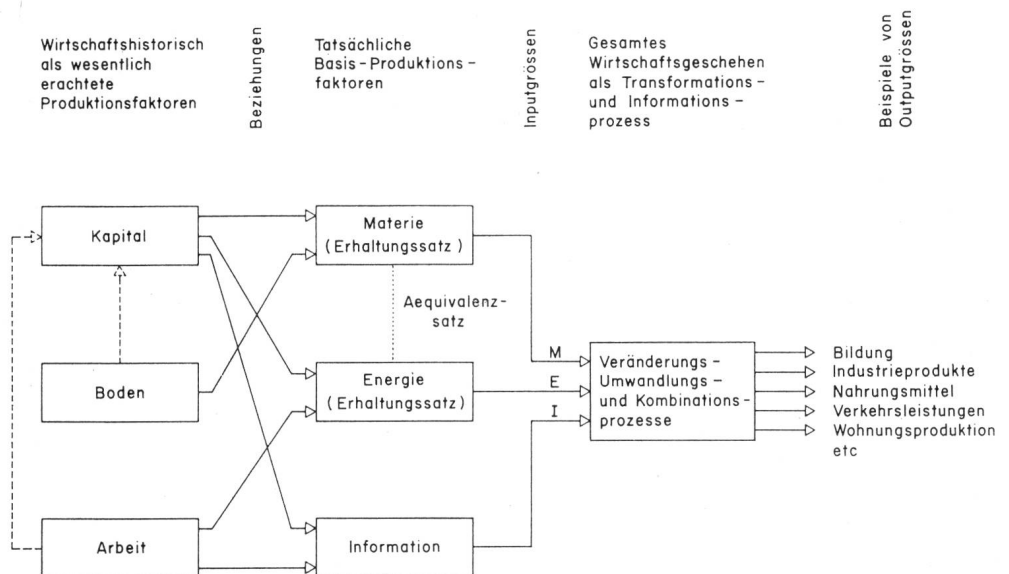 Wirtschaftshistorisch
als wesentlich
erachtete
Produktionsfaktoren
Beziehungen
Tatsächliche
Basis-Produktions-
faktoren
Inputgrössen
Gesamtes
Wirtschaftsgeschehen
als Transformations-
und Informations-
prozess
Beispiele von
Outputgrössen
Kapital
Boden
Arbeit
Materie
(Erhaltungssatz)
Aequivalenz-
satz
Energie
(Erhaltungssatz)
Information
M
E
I
Veränderungs-
Umwandlungs-
und Kombinations-
prozesse
Bildung
Industrieprodukte
Nahrungsmittel
Verkehrsleistungen
Wohnungsproduktion
etc